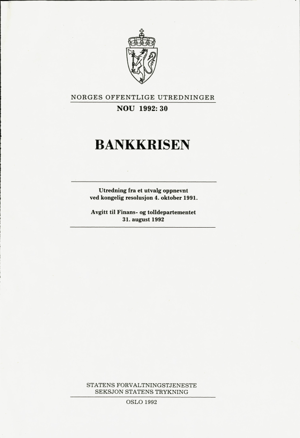 NORGES OFFENTLIGE UTREDNINGER
NOU 1992: 30
BANKKRISEN
Utredning fra et utvalg oppnevnt
ved kongelig resolusjon 4. oktober 1991.
Avgitt til Finans- og tolldepartementet
31. august 1992
STATENS FORVALTNINGSTJENESTE
SEKSJON STATENS TRYKNING
OSLO 1992